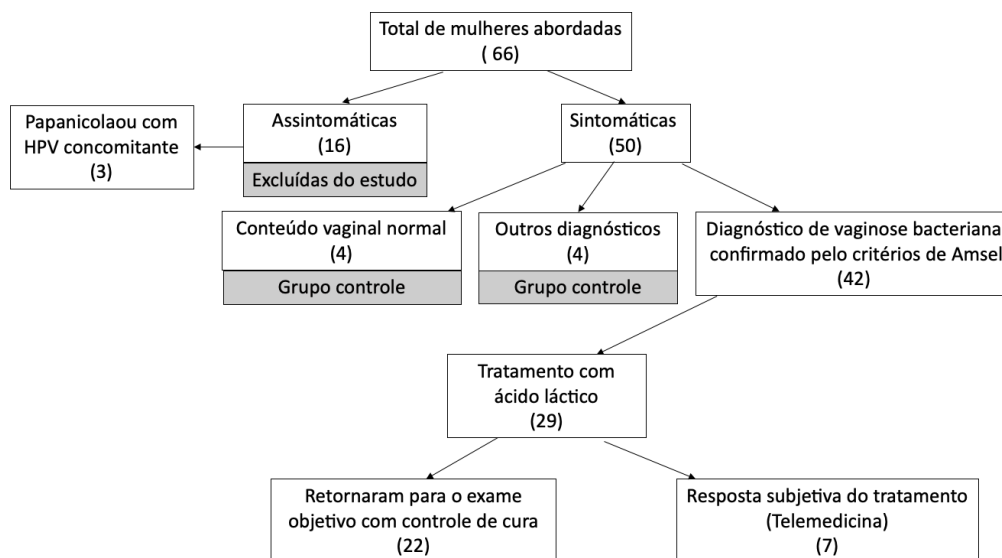 Total de mulheres abordadas
( 66)
Papanicolaou com
HPV concomitante
(3)
Assintomáticas
(16)
Excluídas do estudo
Sintomáticas
(50)
Conteúdo vaginal normal
(4)
Grupo controle
Outros diagnósticos
(4)
Grupo controle
Diagnóstico de vaginose bacteriana
confirmado pelo critérios de Amsel
(42)
Tratamento com
ácido láctico
(29)
Retornaram para o exame
objetivo com controle de cura
(22)
Resposta subjetiva do tratamento
(Telemedicina)
(7)